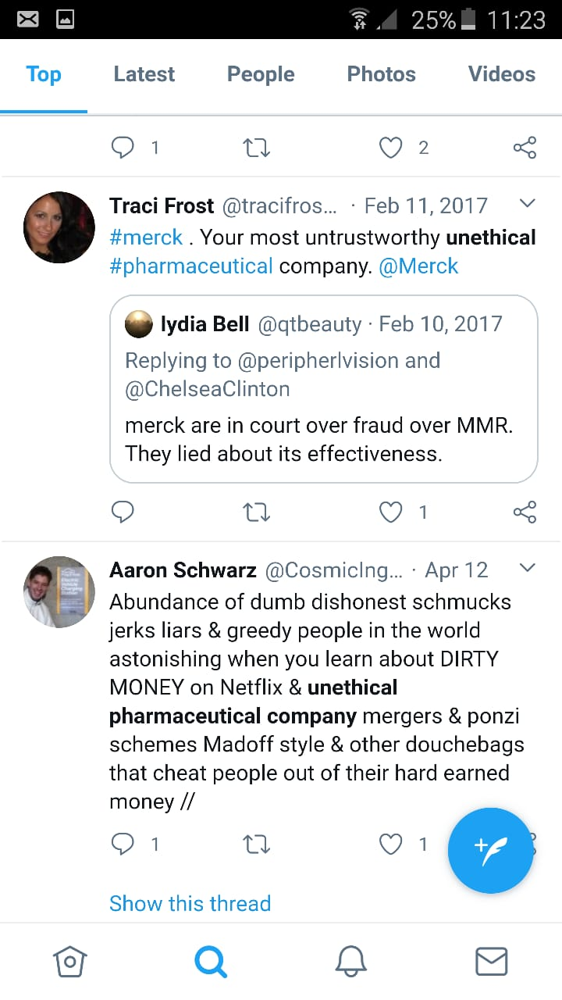 25% 11:23
Top Latest People Photos Videos
1 2
Traci Frost @tracifros... · Feb 11, 2017
#merck . Your most untrustworthy unethical
#pharmaceutical company. @Merck
lydia Bell @qtbeauty · Feb 10, 2017
Replying to @peripherlvision and
@ChelseaClinton
merck are in court over fraud over MMR.
They lied about its effectiveness.
1
Aaron Schwarz @CosmicIng... · Apr 12
Abundance of dumb dishonest schmucks
jerks liars & greedy people in the world
astonishing when you learn about DIRTY
MONEY on Netflix & unethical
pharmaceutical company mergers & ponzi
schemes Madoff style & other douchebags
that cheat people out of their hard earned
money //
1 1
Show this thread